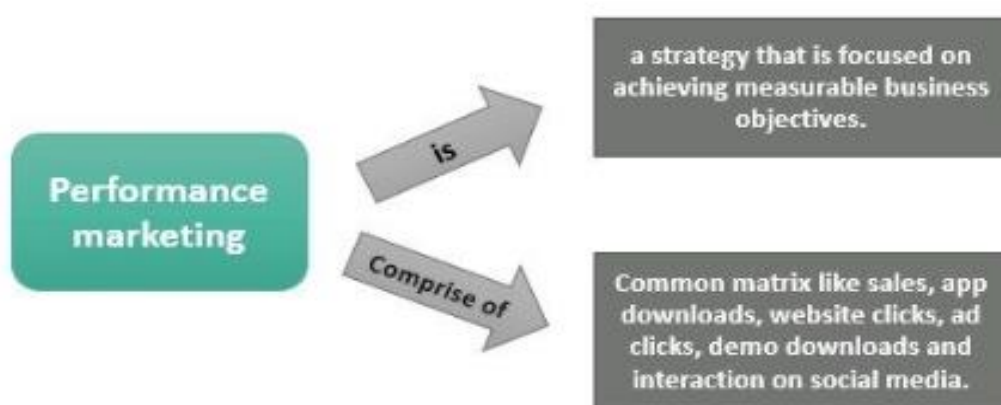 Performance
marketing
is
a strategy that is focused on
achieving measurable business
objectives.
Comprise of
Common matrix like sales, app
downloads, website clicks, ad
clicks, demo downloads and
interaction on social media.